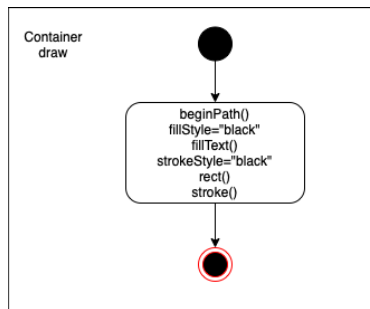 Container
draw
beginPath()
fillStyle="black"
fillText()
strokeStyle="black"
rect()
stroke()